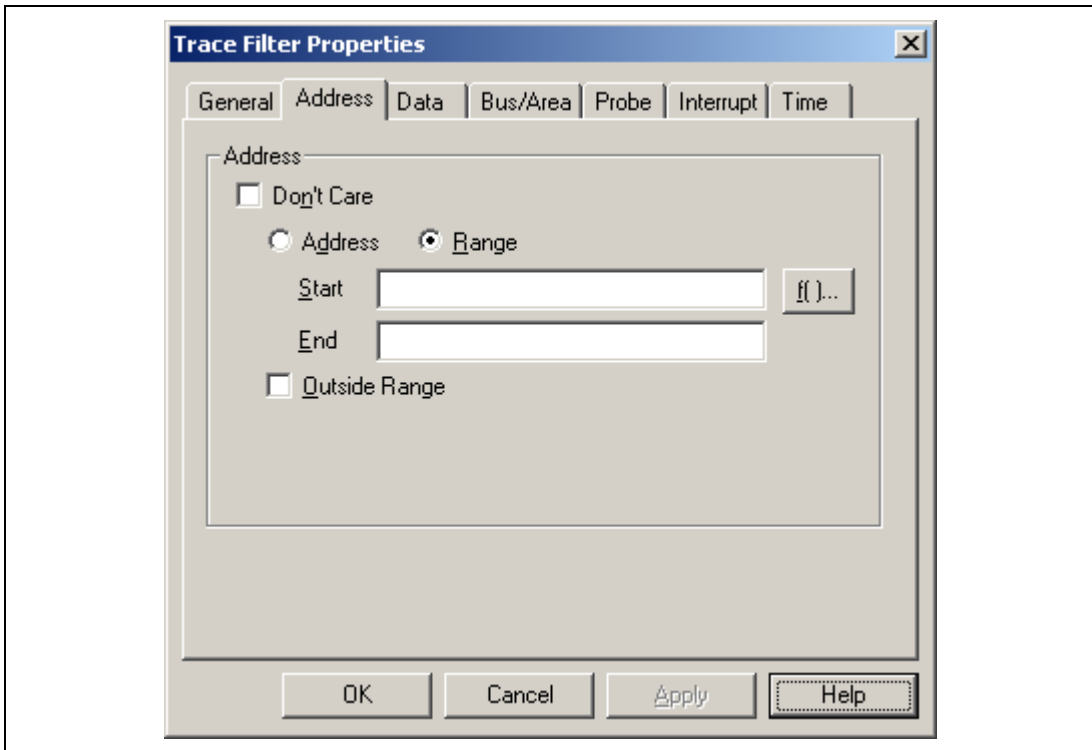 Trace Filter Properties
General Address Data Bus/Area Probe Interrupt Time
Address
Don't Care
Address Range
Start f( )...
End
Outside Range
OK Cancel Apply Help